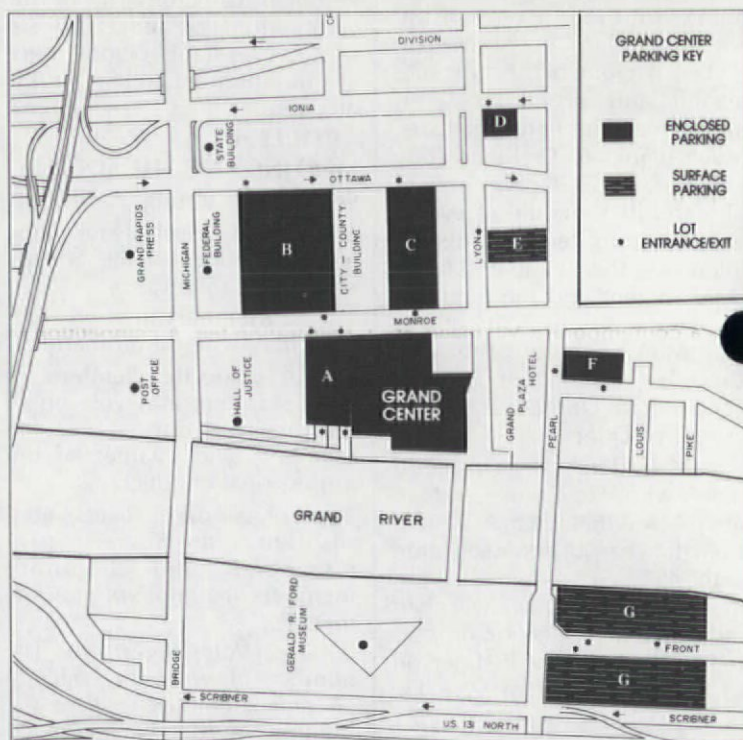 CR
DIVISION
GRAND CENTER
PARKING KEY
IONIA
D
ENCLOSED
PARKING
STATE
BUILDING
OTTAWA
SURFACE
PARKING
GRAND RAPIDS
PRESS
MICHIGAN
FEDERAL
BUILDING
B
CITY - COUNTY
BUILDING
C
LYON
E
LOT
ENTRANCE/EXIT
MONROE
POST
OFFICE
HALL OF
JUSTICE
A
GRAND
CENTER
GRAND
PLAZA
HOTEL
PEARL
F
LOUIS
PIKE
GRAND RIVER
BRIDGE
GERALD R. FORD
MUSEUM
G
FRONT
G
SCRIBNER
SCRIBNER
US. 131 NORTH